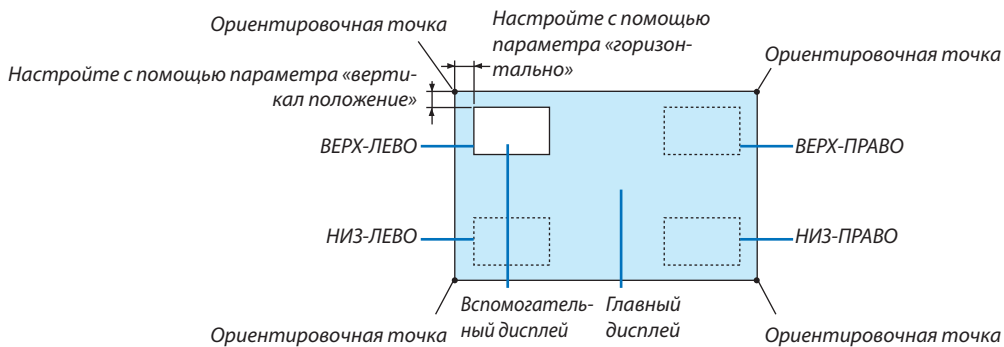 Ориентировочная точка
Настройте с помощью
параметра «горизон-
тально»
Ориентировочная точка
Настройте с помощью параметра «верти-
кал положение»
ВЕРХ-ЛЕВО
ВЕРХ-ПРАВО
НИЗ-ЛЕВО
НИЗ-ПРАВО
Вспомогатель-
ный дисплей
Главный
дисплей
Ориентировочная точка
Ориентировочная точка